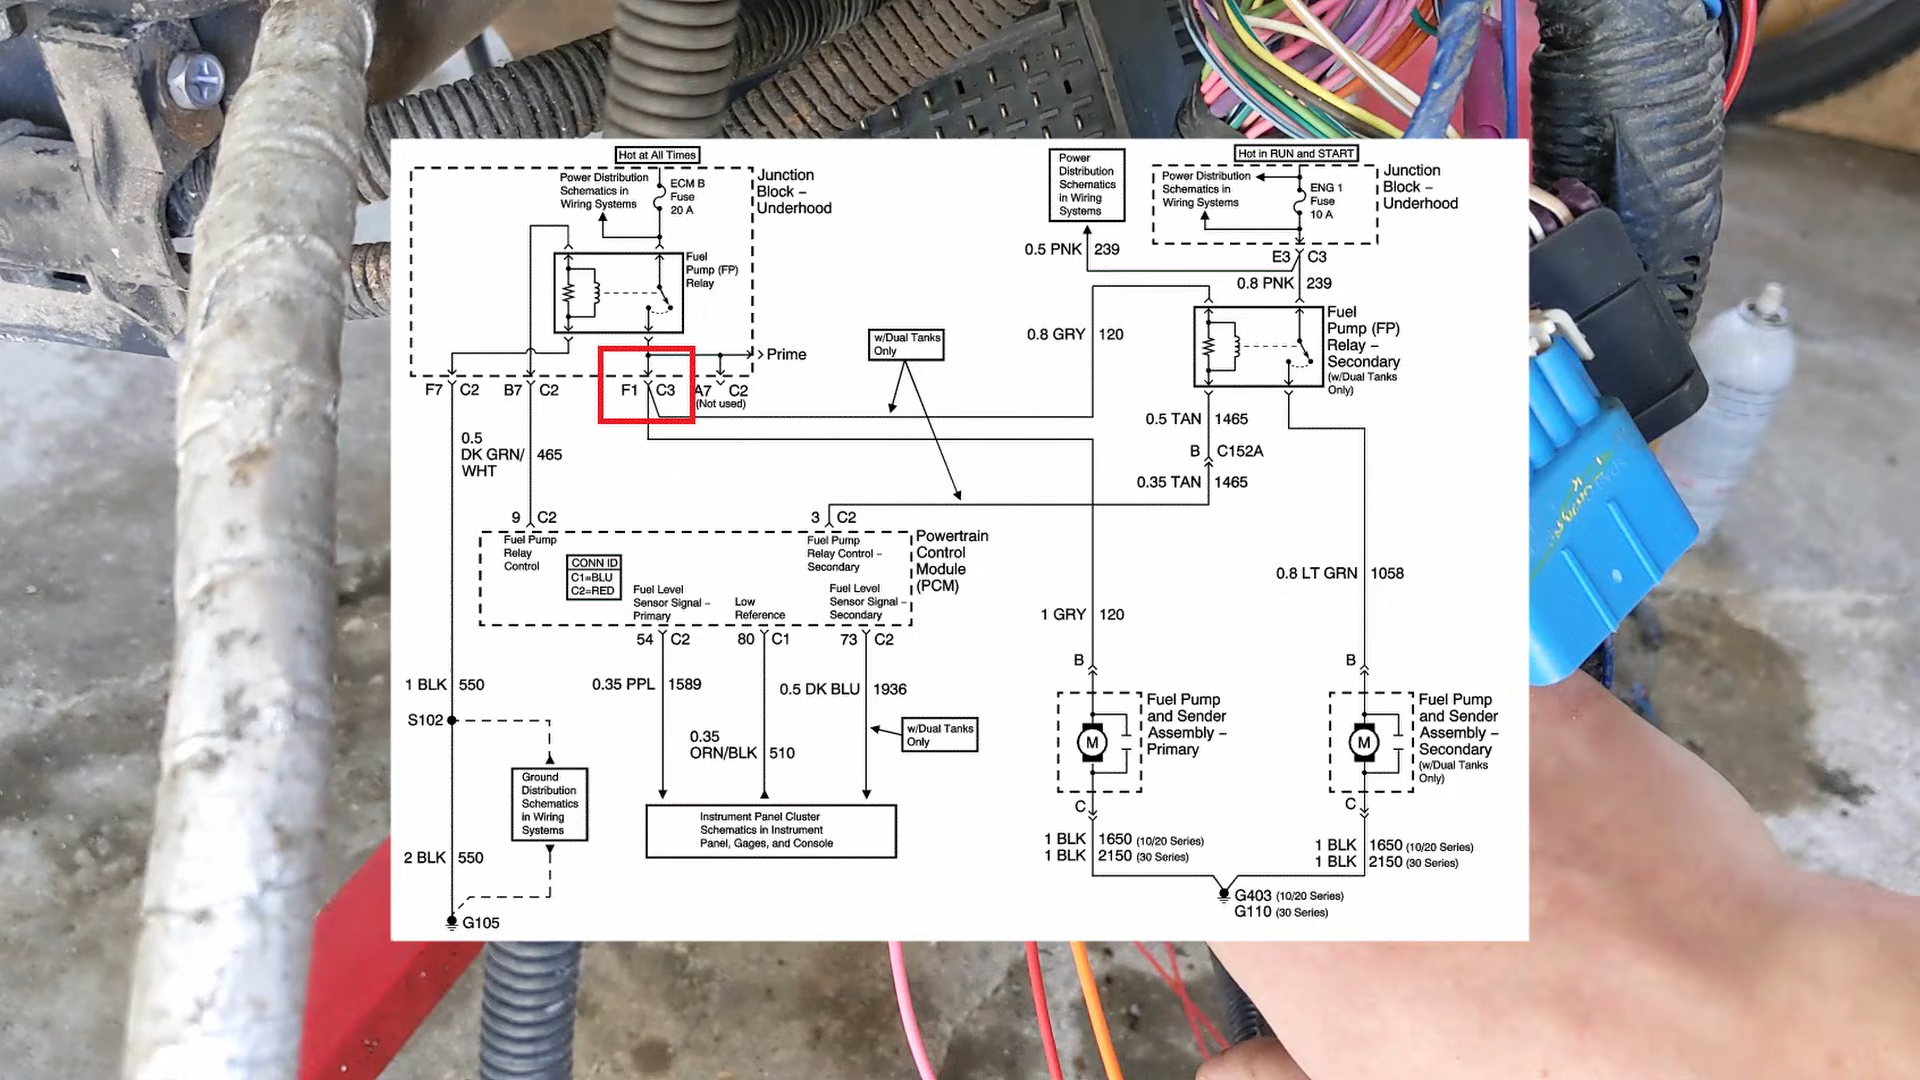 Hot at All Times
Power Distribution
Schematics in
Wiring Systems
ECM B
Fuse
20 A
Junction
Block –
Underhood
Fuel
Pump (FP)
Relay
Prime
F7 C2
B7 C2
F1 C3
A7 C2
(Not used)
0.5
DK GRN/
WHT
465
9 C2
3 C2
w/Dual Tanks
Only
Power
Distribution
Schematics
in Wiring
Systems
Hot in RUN and START
Power Distribution
Schematics in
Wiring Systems
ENG 1
Fuse
10 A
Junction
Block –
Underhood
0.5 PNK 239
E3 C3
0.8 PNK 239
0.8 GRY 120
Fuel
Pump (FP)
Relay –
Secondary
(w/Dual Tanks
Only)
0.5 TAN 1465
B C152A
0.35 TAN 1465
Fuel Pump
Relay
Control
CONN ID
C1=BLU
C2=RED
Fuel Level
Sensor Signal –
Primary
Low
Reference
Fuel Pump
Relay Control –
Secondary
Fuel Level
Sensor Signal –
Secondary
Powertrain
Control
Module
(PCM)
54 C2
80 C1
73 C2
0.8 LT GRN 1058
1 GRY 120
1 BLK 550
S102
0.35 PPL 1589
0.35
ORN/BLK 510
0.5 DK BLU 1936
w/Dual Tanks
Only
Ground
Distribution
Schematics
in Wiring
Systems
2 BLK 550
G105
Instrument Panel Cluster
Schematics in Instrument
Panel, Gages, and Console
B
M
Fuel Pump
and Sender
Assembly –
Primary
C
1 BLK 1650 (10/20 Series)
1 BLK 2150 (30 Series)
B
M
Fuel Pump
and Sender
Assembly –
Secondary
(w/Dual Tanks
Only)
C
1 BLK 1650 (10/20 Series)
1 BLK 2150 (30 Series)
G403 (10/20 Series)
G110 (30 Series)